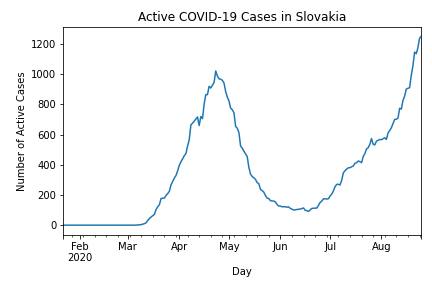 Active COVID-19 Cases in Slovakia
Number of Active Cases
1200
1000
800
600
400
200
0
Feb Mar Apr May Jun Jul Aug
2020
Day